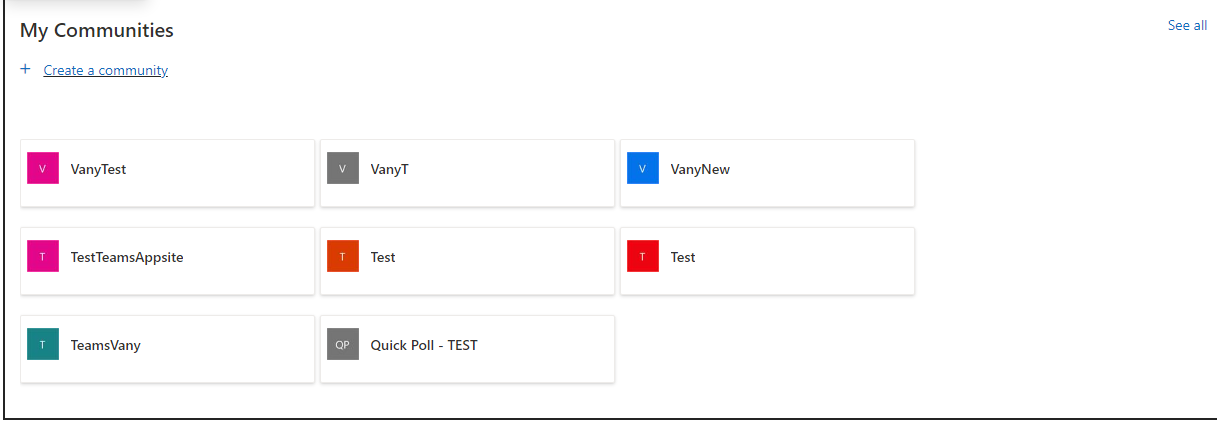 My Communities
See all
+ Create a community
V VanyTest
V VanyT
V VanyNew
T TestTeamsAppsite
T Test
T Test
T TeamsVany
QP Quick Poll - TEST